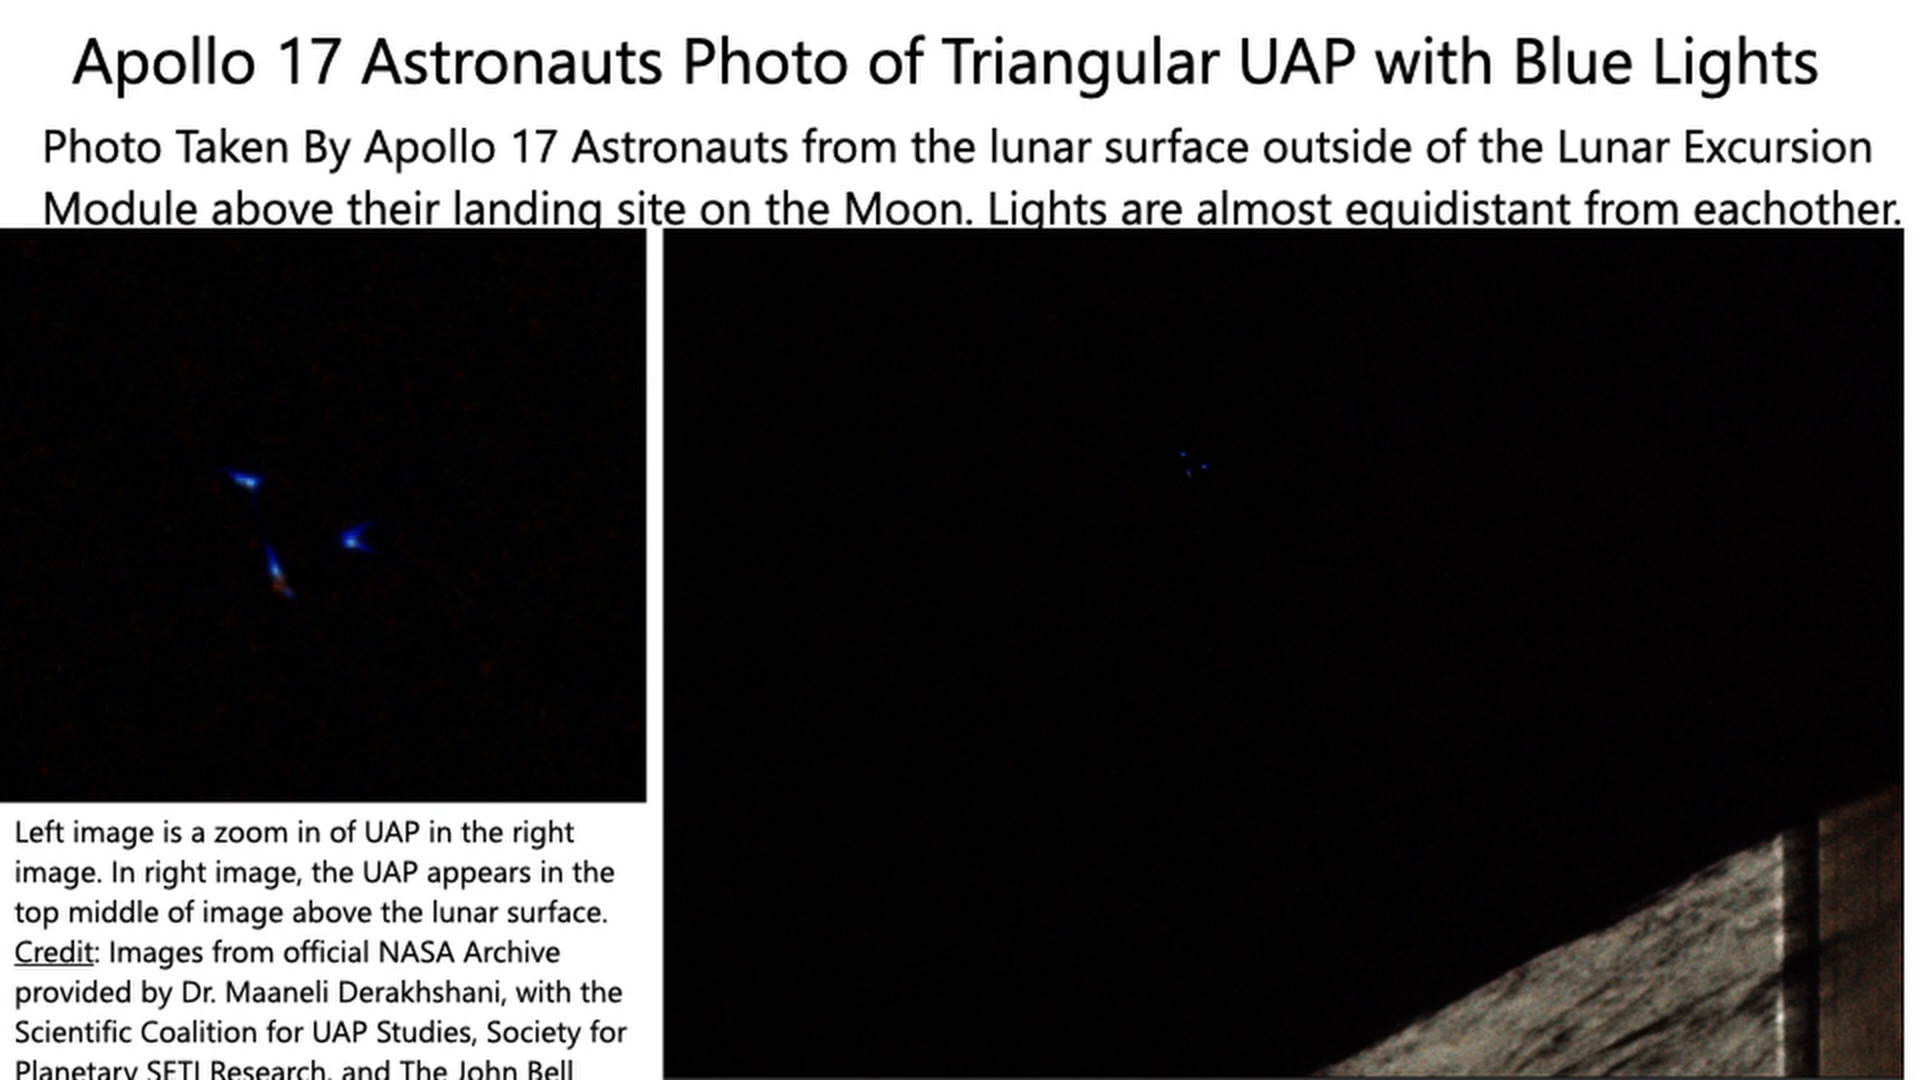 Apollo 17 Astronauts Photo of Triangular UAP with Blue Lights
Photo Taken By Apollo 17 Astronauts from the lunar surface outside of the Lunar Excursion
Module above their landing site on the Moon. Lights are almost equidistant from eachother.
Left image is a zoom in of UAP in the right
image. In right image, the UAP appears in the
top middle of image above the lunar surface.
Credit: Images from official NASA Archive
provided by Dr. Maaneli Derakhshani, with the
Scientific Coalition for UAP Studies, Society for
Planetary SETI Research, and The John Bell